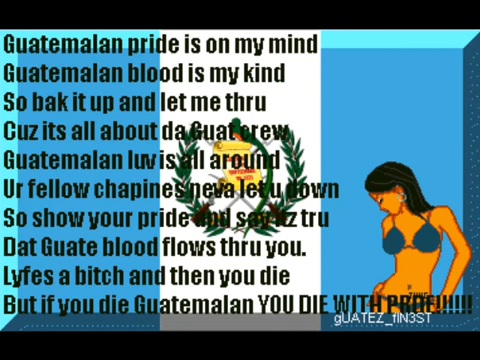 Guatemalan pride is on my mind
Guatemalan blood is my kind
So bak it up and let me thru
Cuz its all about da Guat crew
Guatemalan luv is all around
Ur fellow chapines neva let u down
So show your pride and say itz tru
Dat Guate blood flows thru you.
Lyfes a bitch and then you die
But if you die Guatemalan YOU DIE WITH PRIDE!!!!!!
gUATEZ_fIN3ST